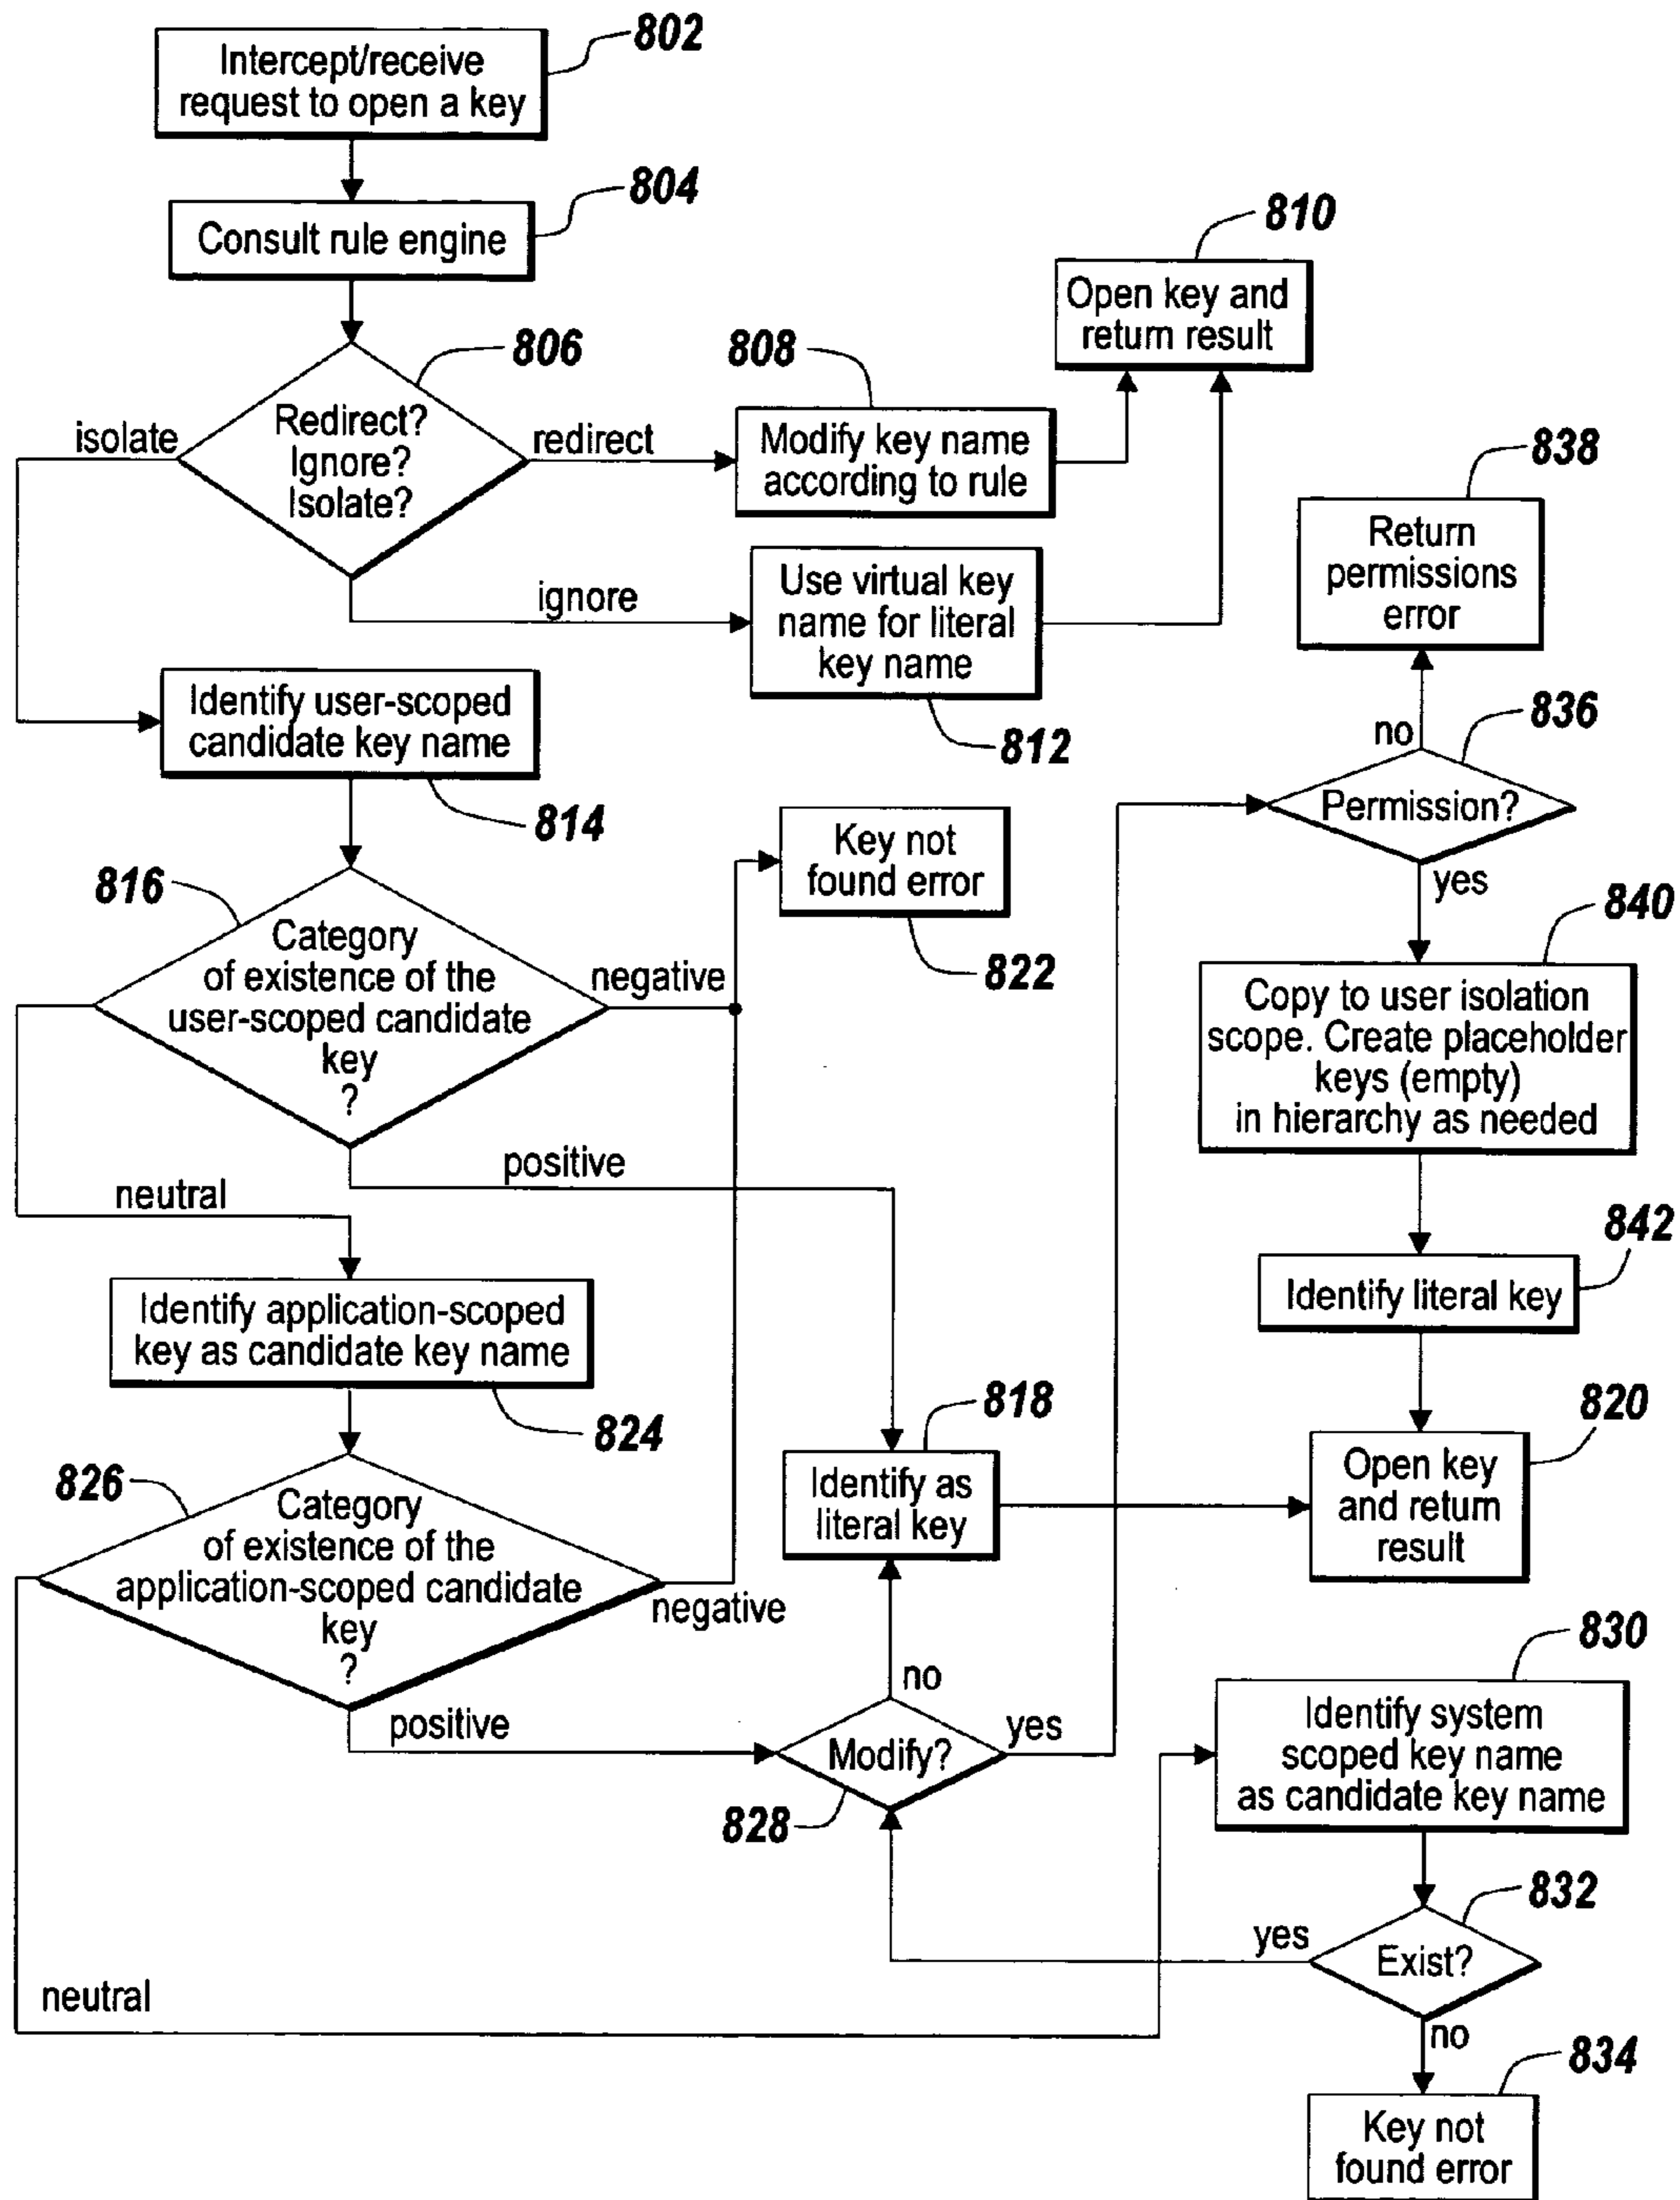 802
Intercept/receive
request to open a key
804
Consult rule engine
810
Open key and
return result
806
808
Redirect?
Ignore?
Isolate?
isolate
redirect
Modify key name
according to rule
838
Return
permissions
error
ignore
Use virtual key
name for literal
key name
812
Identify user-scoped
candidate key name
814
836
no
Permission?
yes
Key not
found error
822
816
Category
of existence of the
user-scoped candidate
key
?
negative
positive
neutral
840
Copy to user isolation
scope. Create placeholder
keys (empty)
in hierarchy as needed
842
Identify literal key
Identify application-scoped
key as candidate key name
824
818
Identify as
literal key
820
Open key
and return
result
826
Category
of existence of the
application-scoped candidate
key
?
negative
positive
no
Modify?
yes
828
830
Identify system
scoped key name
as candidate key name
832
yes
Exist?
neutral
no
834
Key not
found error